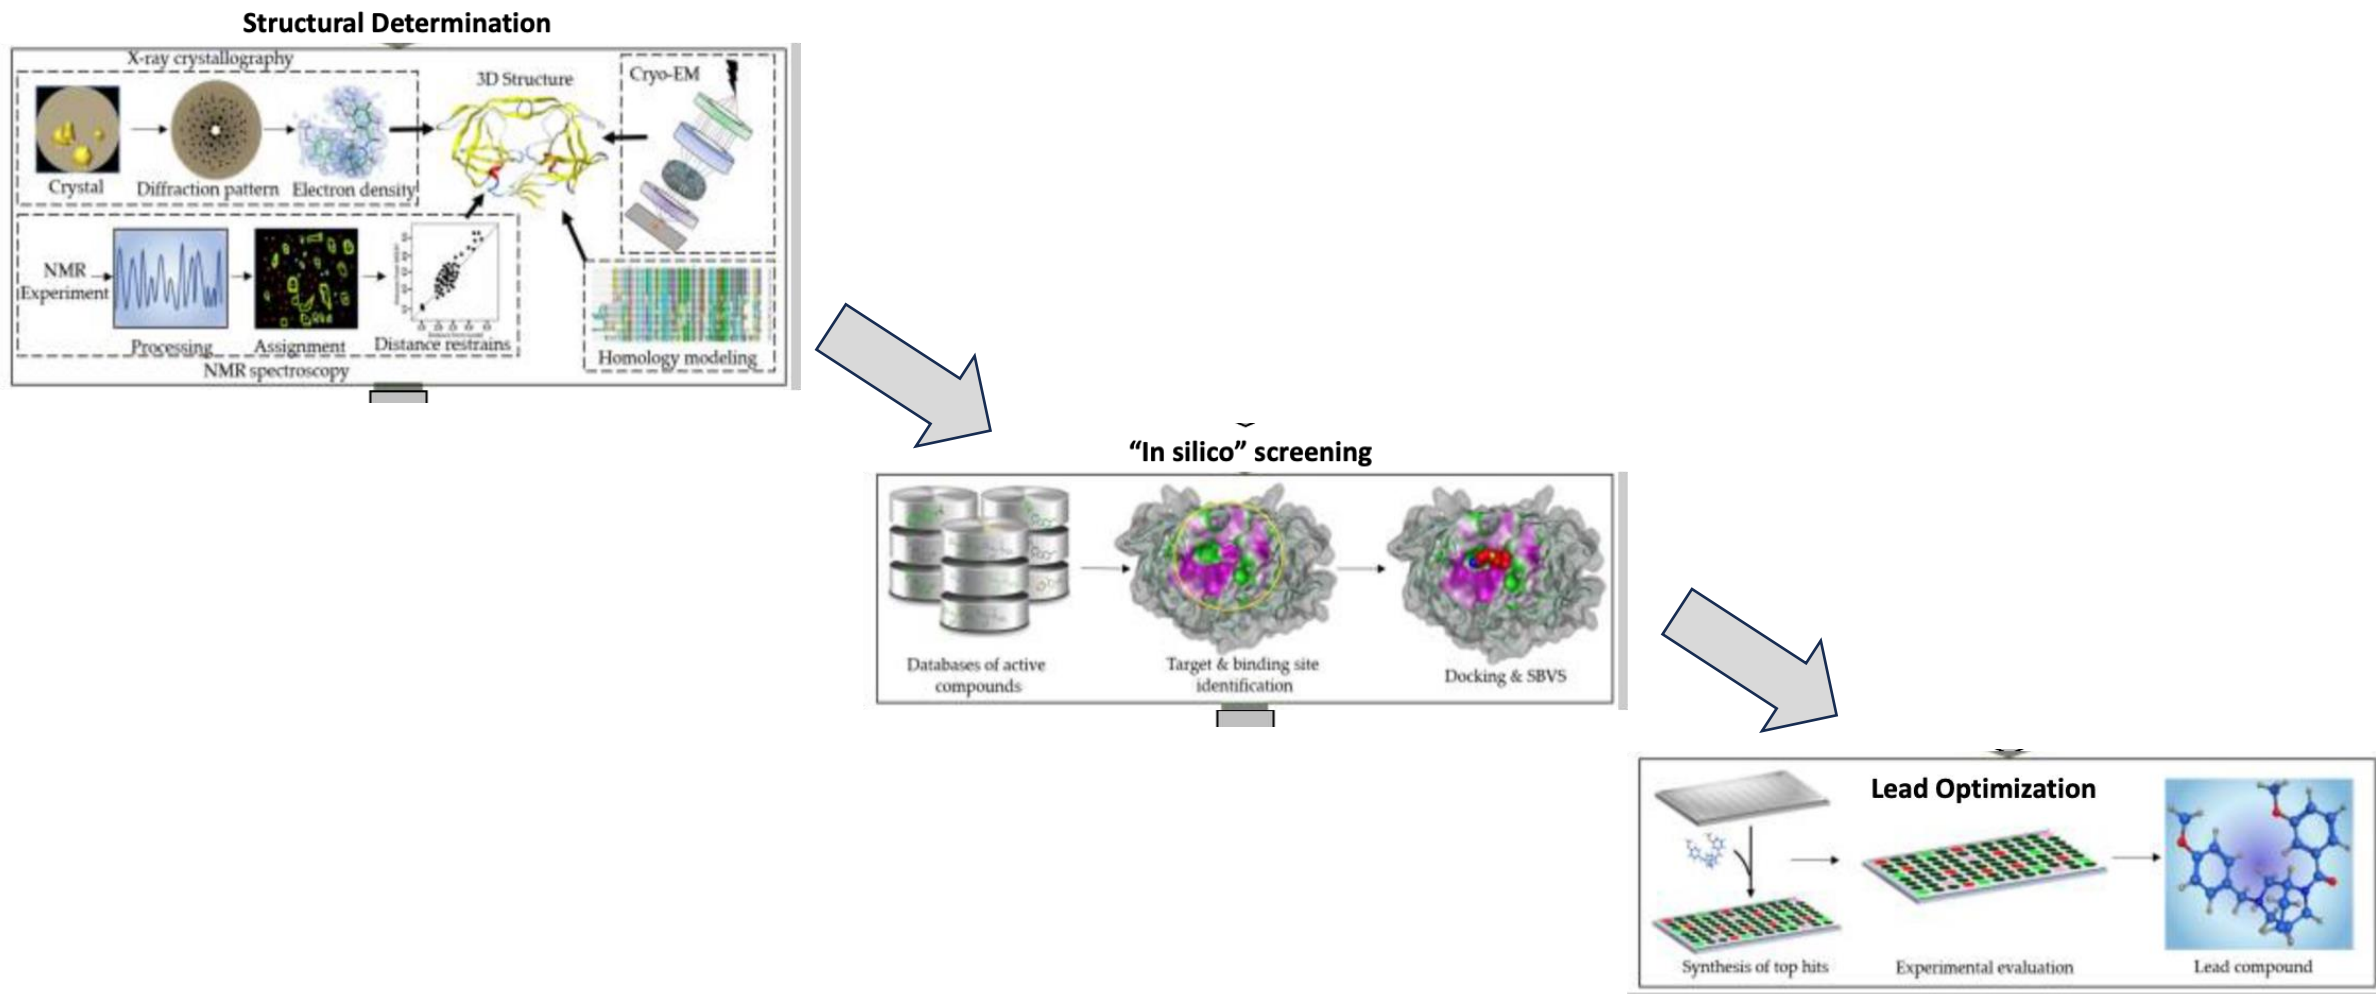 Structural Determination
X-ray crystallography
3D Structure
Cryo-EM
Crystal
Diffraction pattern
Electron density
NMR
Experiment
Processing
Assignment
Distance restrains
NMR spectroscopy
Homology modeling
“In silico” screening
Databases of active
compounds
Target & binding site
identification
Docking & SBVS
Lead Optimization
Synthesis of top hits
Experimental evaluation
Lead compound